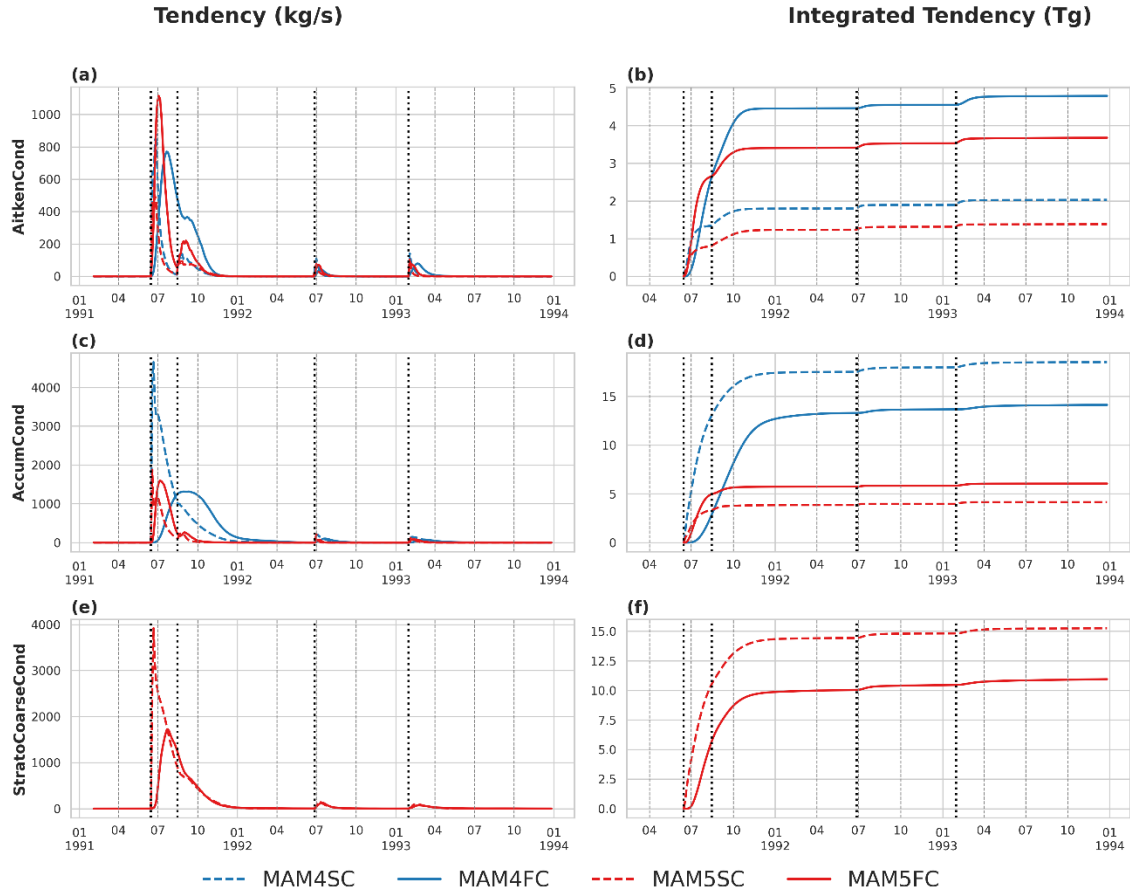 Tendency (kg/s) Integrated Tendency (Tg)
(a) (b)
AitkenCond
1000
800
600
400
200
0
01 04 07 10 01 04 07 10 01 04 07 10 01
1991 1992 1993 1994
5
4
3
2
1
0
04 07 10 01 04 07 10 01 04 07 10 01
1992 1993 1994
(c) (d)
AccumCond
4000
3000
2000
1000
0
01 04 07 10 01 04 07 10 01 04 07 10 01
1991 1992 1993 1994
15
10
5
0
04 07 10 01 04 07 10 01 04 07 10 01
1992 1993 1994
(e) (f)
StratoCoarseCond
4000
3000
2000
1000
0
01 04 07 10 01 04 07 10 01 04 07 10 01
1991 1992 1993 1994
15.0
12.5
10.0
7.5
5.0
2.5
0.0
04 07 10 01 04 07 10 01 04 07 10 01
1992 1993 1994
MAM4SC MAM4FC MAM5SC MAM5FC